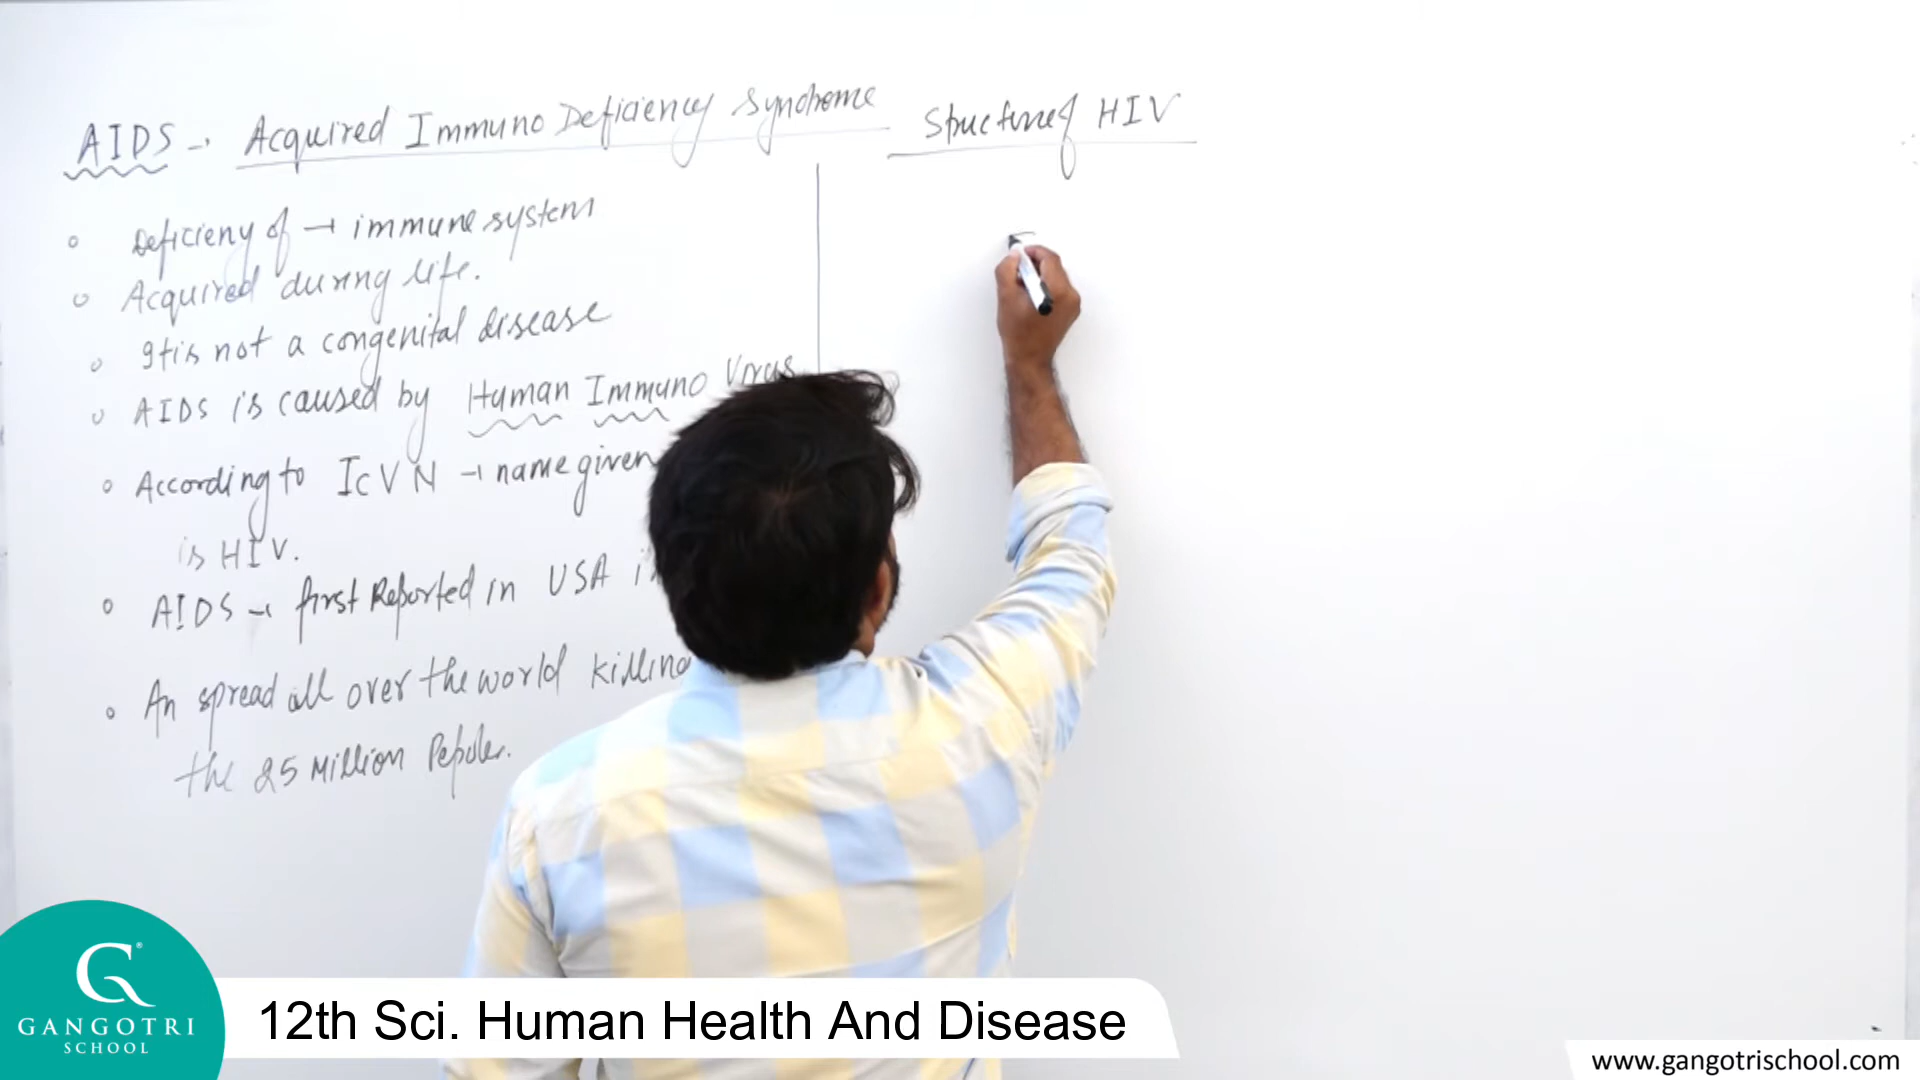 AIDS → Acquired Immuno Deficiency Syndrome
Deficieny of → immune system
Acquired during life.
It is not a congenital disease
AIDS is caused by Human Immuno Virus
According to IcVN → name given
is HIV.
AIDS → first Reported in USA
An spread all over the world killing
the 25 Million Pepole.
Structure of HIV
G®
GANGOTRI
SCHOOL
12th Sci. Human Health And Disease
www.gangotrischool.com